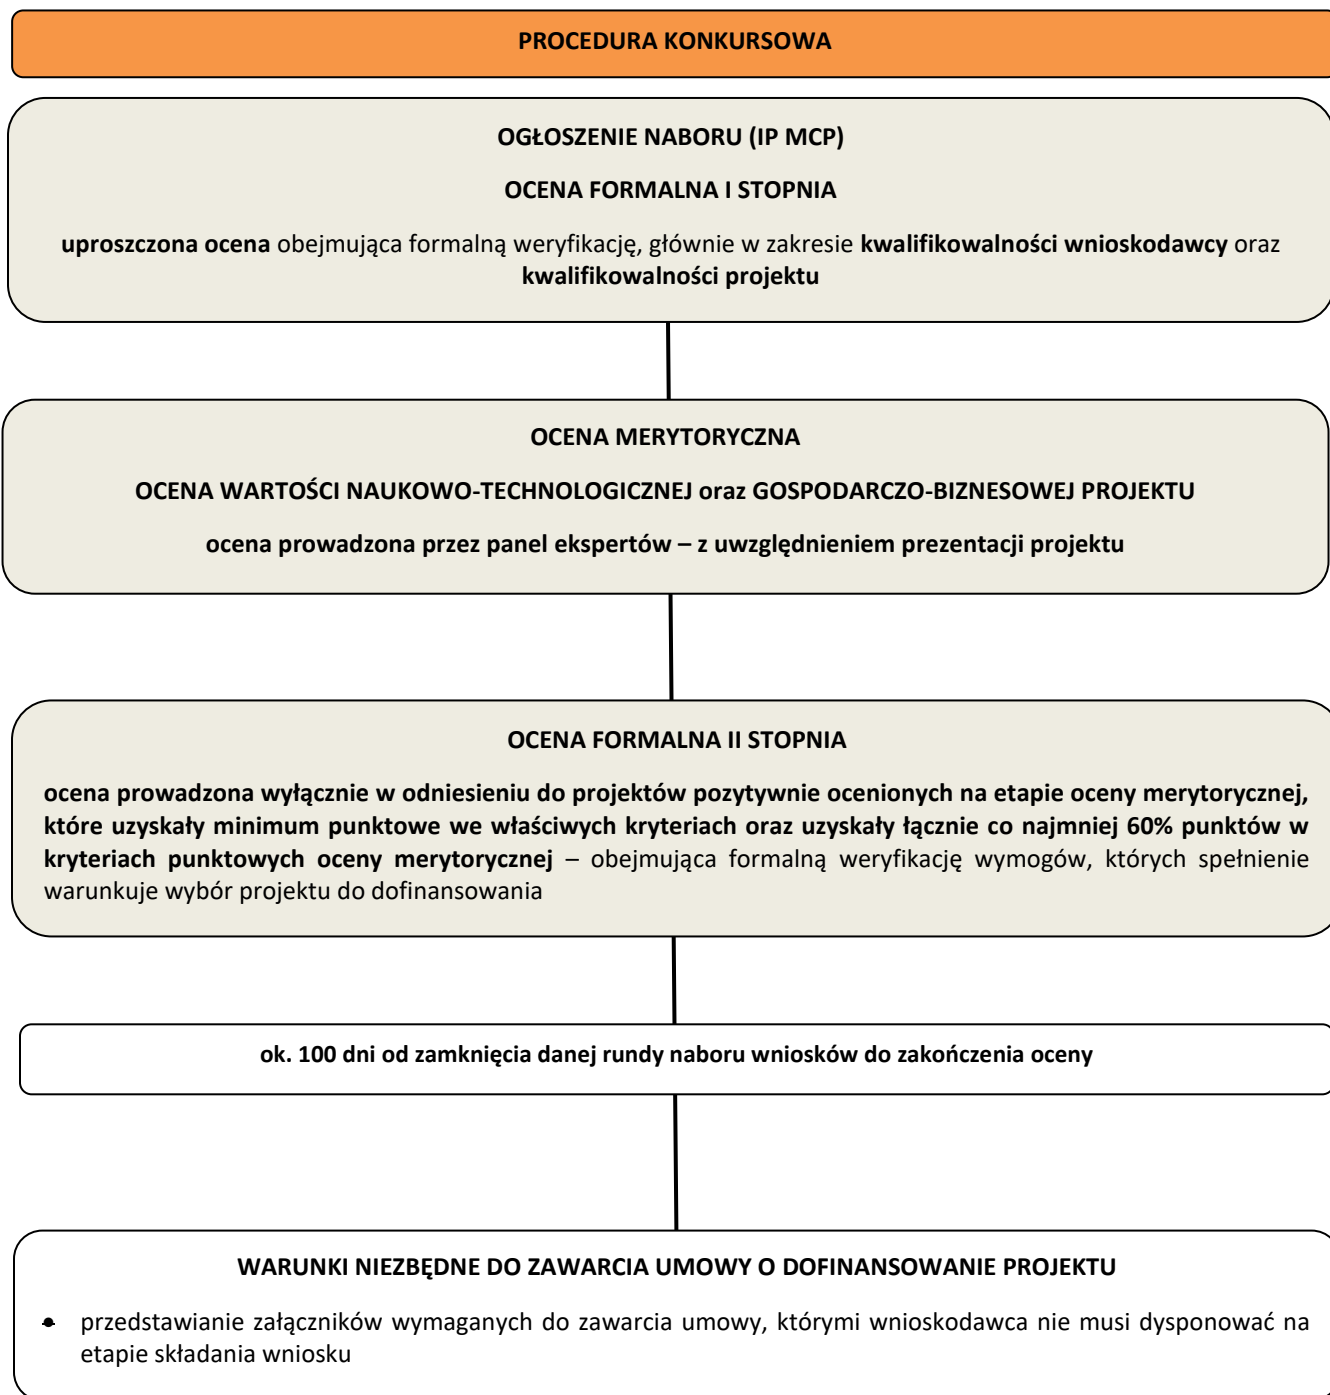 PROCEDURA KONKURSOWA
OGŁOSZENIE NABORU (IP MCP)
OCENA FORMALNA I STOPNIA
uproszczona ocena obejmująca formalną weryfikację, głównie w zakresie kwalifikowalności wnioskodawcy oraz
kwalifikowalności projektu
OCENA MERYTORYCZNA
OCENA WARTOŚCI NAUKOWO-TECHNOLOGICZNEJ oraz GOSPODARCZO-BIZNESOWEJ PROJEKTU
ocena prowadzona przez panel ekspertów – z uwzględnieniem prezentacji projektu
OCENA FORMALNA II STOPNIA
ocena prowadzona wyłącznie w odniesieniu do projektów pozytywnie ocenionych na etapie oceny merytorycznej,
które uzyskały minimum punktowe we właściwych kryteriach oraz uzyskały łącznie co najmniej 60% punktów w
kryteriach punktowych oceny merytorycznej – obejmująca formalną weryfikację wymogów, których spełnienie
warunkuje wybór projektu do dofinansowania
ok. 100 dni od zamknięcia danej rundy naboru wniosków do zakończenia oceny
WARUNKI NIEZBĘDNE DO ZAWARCIA UMOWY O DOFINANSOWANIE PROJEKTU
• przedstawianie załączników wymaganych do zawarcia umowy, którymi wnioskodawca nie musi dysponować na
etapie składania wniosku